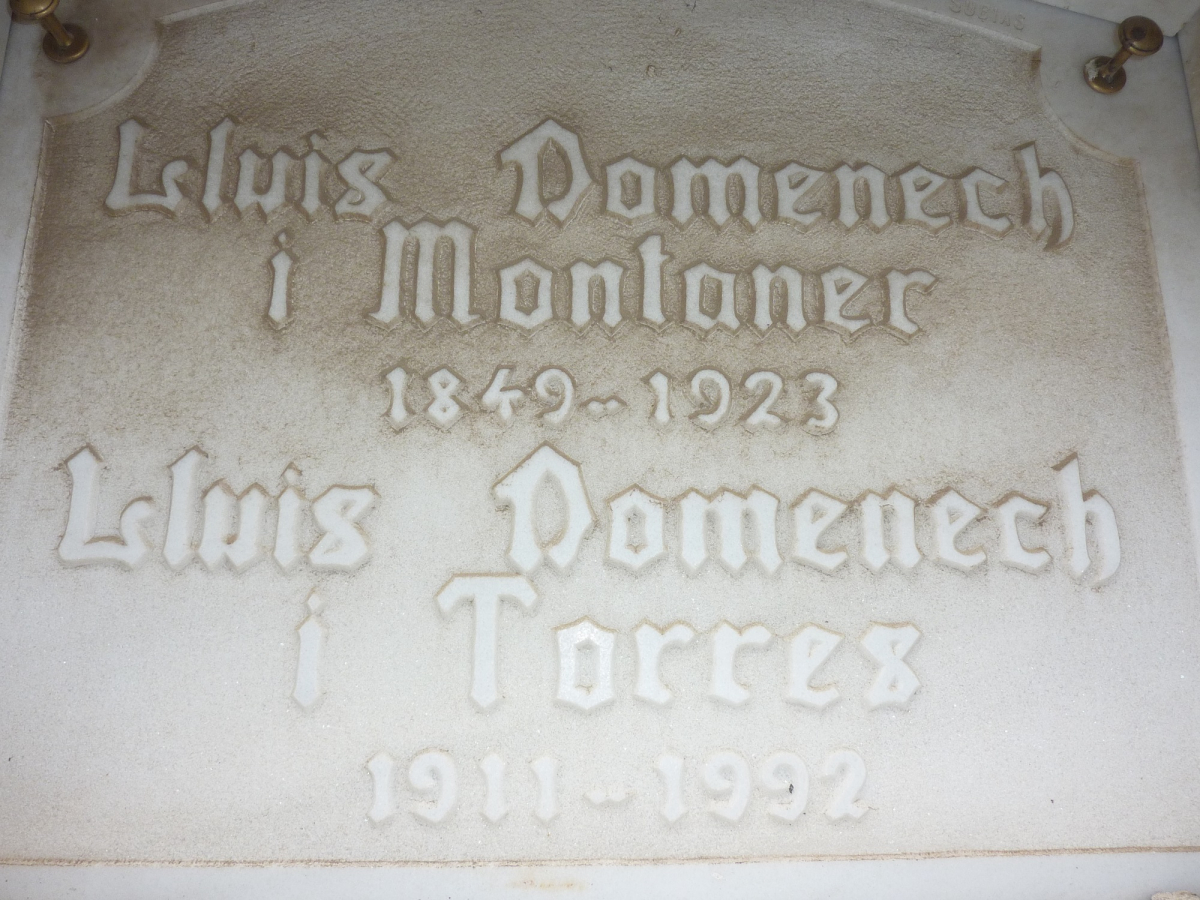 Lluis Domenech
i Montaner
1849-1923
Lluis Domenech
i Torres
1911-1992